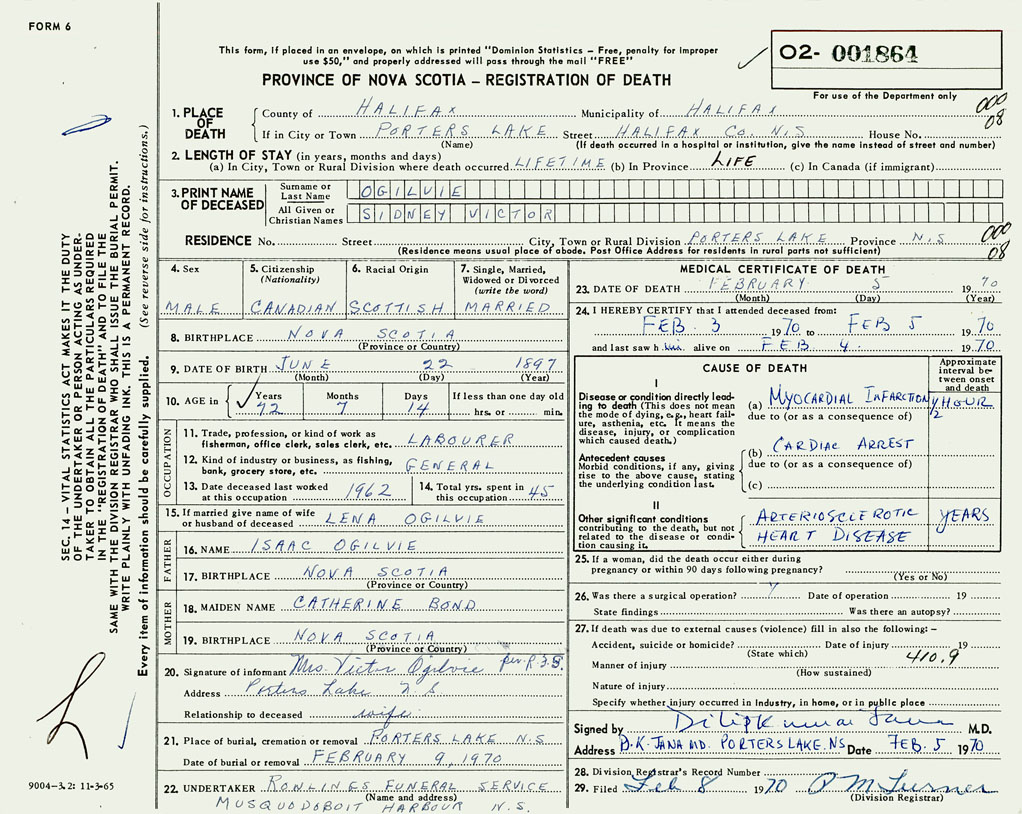 FORM 6
This form, if placed in an envelope, on which is printed "Dominion Statistics – Free, penalty for improper
use $50," and properly addressed will pass through the mail "FREE"
PROVINCE OF NOVA SCOTIA – REGISTRATION OF DEATH
02- 001864
For use of the Department only
000
08
1. PLACE OF DEATH
County of HALIFAX Municipality of HALIFAX
If in City or Town PORTERS LAKE Street HALIFAX Co. N.S House No.
(Name) (If death occurred in a hospital or institution, give the name instead of street and number)
2. LENGTH OF STAY (in years, months and days)
(a) In City, Town or Rural Division where death occurred LIFETIME (b) In Province LIFE (c) In Canada (if immigrant)
3. PRINT NAME OF DECEASED
Surname or Last Name OGILVIE
All Given or Christian Names SIDNEY VICTOR
RESIDENCE No. Street City, Town or Rural Division PORTERS LAKE Province N.S
(Residence means usual place of abode. Post Office Address for residents in rural parts not sufficient)
000
08
4. Sex
MALE
5. Citizenship
(Nationality)
CANADIAN
6. Racial Origin
SCOTTISH
7. Single, Married,
Widowed or Divorced
(write the word)
MARRIED
8. BIRTHPLACE NOVA SCOTIA
(Province or Country)
9. DATE OF BIRTH JUNE 22 1897
(Month) (Day) (Year)
10. AGE in
Years Months Days If less than one day old
72 7 14 hrs. or min.
OCCUPATION
11. Trade, profession, or kind of work as
fisherman, office clerk, sales clerk, etc. LABOURER
12. Kind of industry or business, as fishing,
bank, grocery store, etc. GENERAL
13. Date deceased last worked
at this occupation 1962
14. Total yrs. spent in
this occupation 45
15. If married give name of wife
or husband of deceased LENA OGILVIE
FATHER
16. NAME ISAAC OGILVIE
17. BIRTHPLACE NOVA SCOTIA
(Province or Country)
MOTHER
18. MAIDEN NAME CATHERINE BOND
19. BIRTHPLACE NOVA SCOTIA
(Province or Country)
20. Signature of informant Mrs. Victor Ogilvie per R.J.S.
Address Porters Lake N.S
Relationship to deceased wife
21. Place of burial, cremation or removal PORTERS LAKE N.S
Date of burial or removal FEBRUARY 9, 1970
22. UNDERTAKER ROWLINGS FUNERAL SERVICE
(Name and address)
MUSQUODOBOIT HARBOUR N.S.
MEDICAL CERTIFICATE OF DEATH
23. DATE OF DEATH FEBRUARY 5 1970
(Month) (Day) (Year)
24. I HEREBY CERTIFY that I attended deceased from:
FEB 3 1970 to FEB 5 1970
and last saw h im alive on FEB 4 1970
CAUSE OF DEATH
Approximate
interval be-
tween onset
and death
I
Disease or condition directly lead-
ing to death (This does not mean
the mode of dying, e.g., heart fail-
ure, asthenia, etc. It means the
disease, injury, or complication
which caused death.)
(a) MYOCARDIAL INFARCTION 1/2 HOUR
due to (or as a consequence of)
Antecedent causes
Morbid conditions, if any, giving
rise to the above cause, stating
the underlying condition last.
(b) CARDIAC ARREST
due to (or as a consequence of)
(c)
II
Other significant conditions
contributing to the death, but not
related to the disease or condi-
tion causing it.
ARTERIOSCLEROTIC YEARS
HEART DISEASE
25. If a woman, did the death occur either during
pregnancy or within 90 days following pregnancy?
(Yes or No)
26. Was there a surgical operation? Date of operation 19
State findings Was there an autopsy?
27. If death was due to external causes (violence) fill in also the following: –
Accident, suicide or homicide? Date of injury 19
(State which)
410.9
Manner of injury
(How sustained)
Nature of injury
Specify whether injury occurred in Industry, in home, or in public place
Signed by Dilipkumar Jana M.D.
Address D.K. JANA MD. PORTERS LAKE. NS Date FEB. 5 1970
28. Division Registrar's Record Number
29. Filed Feb 8 1970 M Turner
(Division Registrar)
SEC. 14 – VITAL STATISTICS ACT MAKES IT THE DUTY
OF THE UNDERTAKER OR PERSON ACTING AS UNDER-
TAKER TO OBTAIN ALL THE PARTICULARS REQUIRED
IN THE "REGISTRATION OF DEATH" AND TO FILE THE
SAME WITH THE DIVISION REGISTRAR WHO SHALL ISSUE THE BURIAL PERMIT.
WRITE PLAINLY WITH UNFADING INK. THIS IS A PERMANENT RECORD.
Every item of information should be carefully supplied. (See reverse side for instructions.)
9004-3.2: 11-3-65